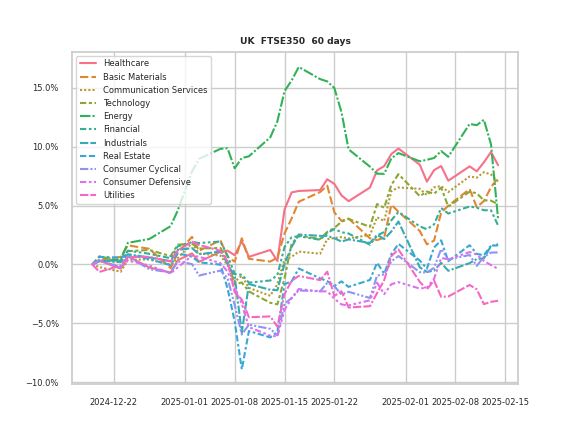 UK FTSE350 60 days
Healthcare
Basic Materials
Communication Services
Technology
Energy
Financial
Industrials
Real Estate
Consumer Cyclical
Consumer Defensive
Utilities
15.0%
10.0%
5.0%
0.0%
−5.0%
−10.0%
2024-12-22
2025-01-01
2025-01-08
2025-01-15
2025-01-22
2025-02-01
2025-02-08
2025-02-15